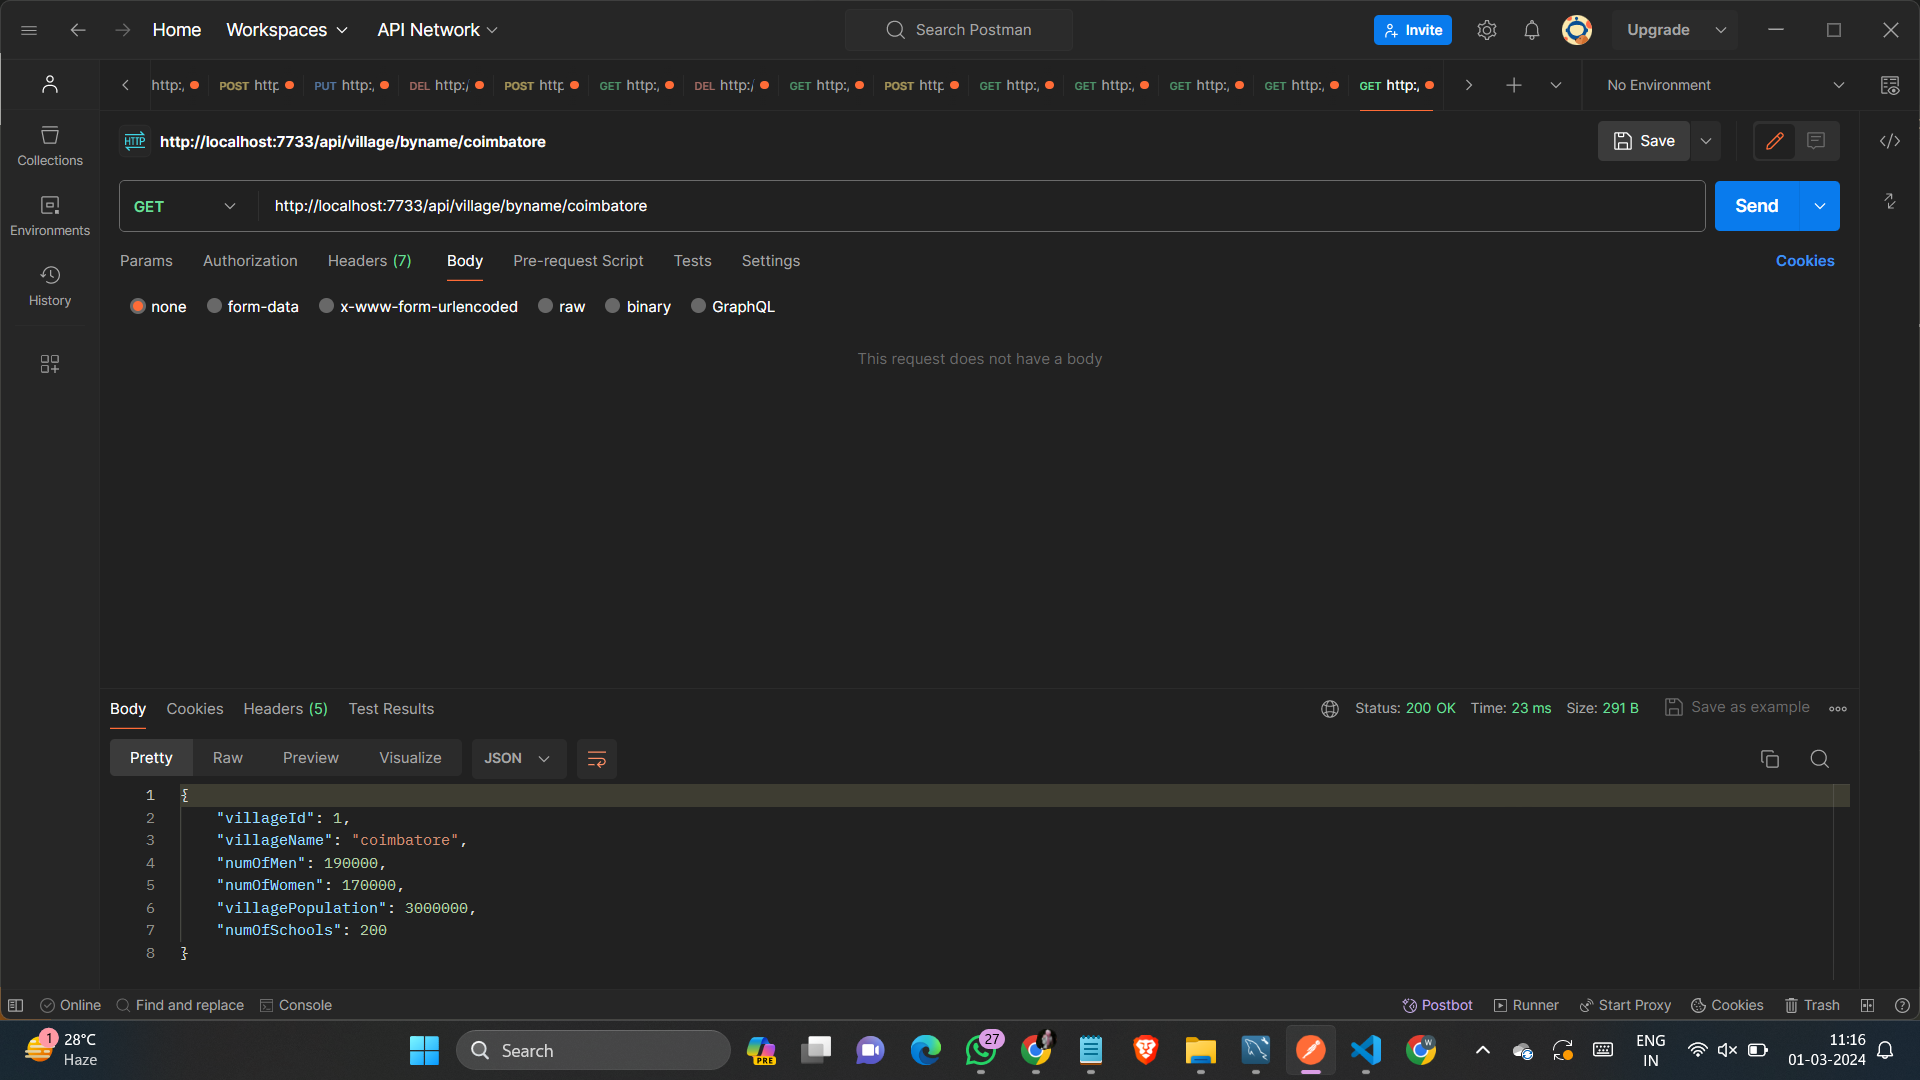 Home Workspaces API Network Search Postman Invite Upgrade
http:/ POST http PUT http:/ DEL http:/ POST http GET http:/ DEL http:/ GET http:/ POST http GET http:/ GET http:/ GET http:/ GET http:/ GET http:/ No Environment
HTTP http://localhost:7733/api/village/byname/coimbatore Save
Collections
GET http://localhost:7733/api/village/byname/coimbatore Send
Environments
Params Authorization Headers (7) Body Pre-request Script Tests Settings Cookies
History
none form-data x-www-form-urlencoded raw binary GraphQL
This request does not have a body
Body Cookies Headers (5) Test Results Status: 200 OK Time: 23 ms Size: 291 B Save as example
Pretty Raw Preview Visualize JSON
1 {
2 "villageId": 1,
3 "villageName": "coimbatore",
4 "numOfMen": 190000,
5 "numOfWomen": 170000,
6 "villagePopulation": 3000000,
7 "numOfSchools": 200
8 }
Online Find and replace Console Postbot Runner Start Proxy Cookies Trash
1 28°C
Haze
Search
PRE
27
W
ENG
IN
11:16
01-03-2024